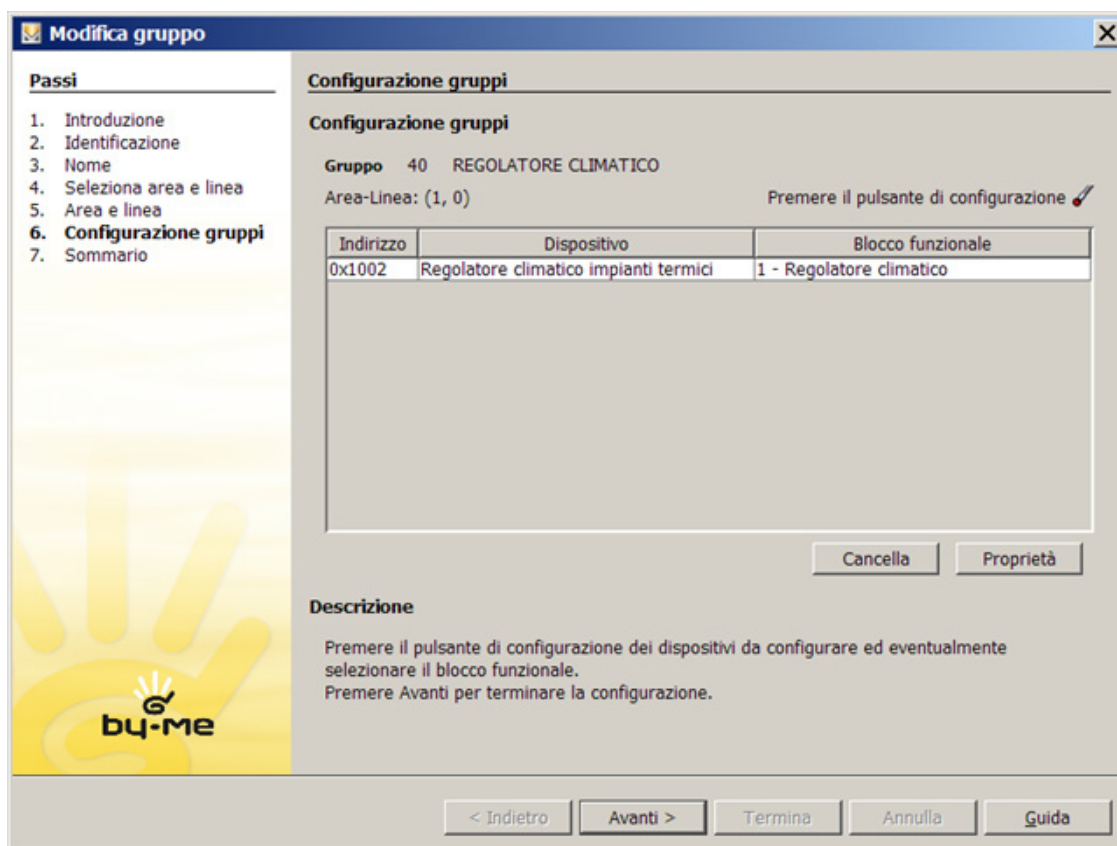 Modifica gruppo
Passi
1. Introduzione
2. Identificazione
3. Nome
4. Seleziona area e linea
5. Area e linea
6. Configurazione gruppi
7. Sommario
by-me
Configurazione gruppi
Configurazione gruppi
Gruppo 40 REGOLATORE CLIMATICO
Area-Linea: (1, 0) Premere il pulsante di configurazione
Indirizzo Dispositivo Blocco funzionale
0x1002 Regolatore climatico impianti termici 1 - Regolatore climatico
Cancella Proprietà
Descrizione
Premere il pulsante di configurazione dei dispositivi da configurare ed eventualmente
selezionare il blocco funzionale.
Premere Avanti per terminare la configurazione.
< Indietro Avanti > Termina Annulla Guida